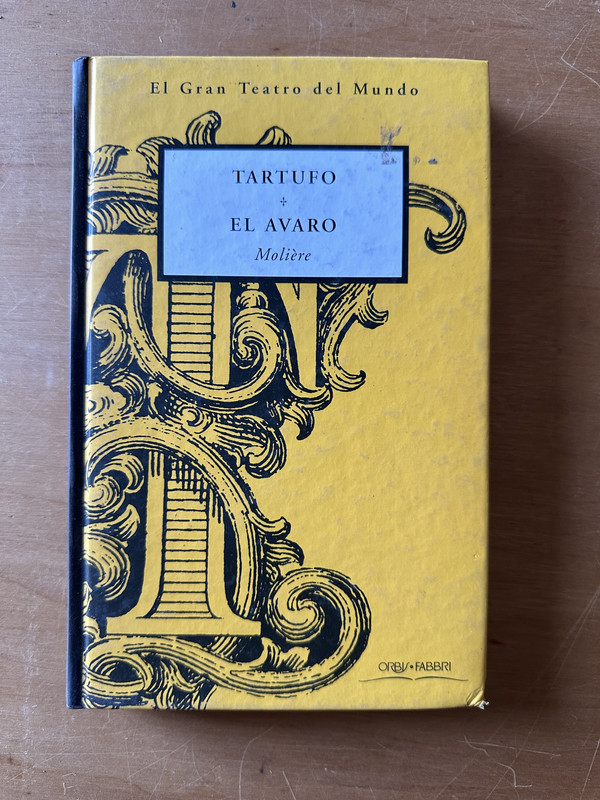 El Gran Teatro del Mundo
TARTUFO
EL AVARO
Molière
ORBIS•FABBRI